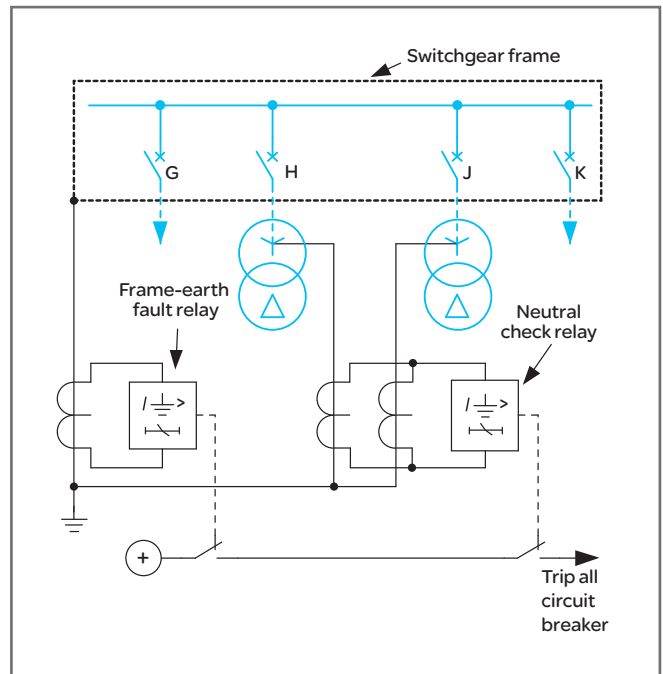 Switchgear frame
G
H
J
K
Frame-earth
fault relay
Neutral
check relay
I >
I >
+
Trip all
circuit
breaker